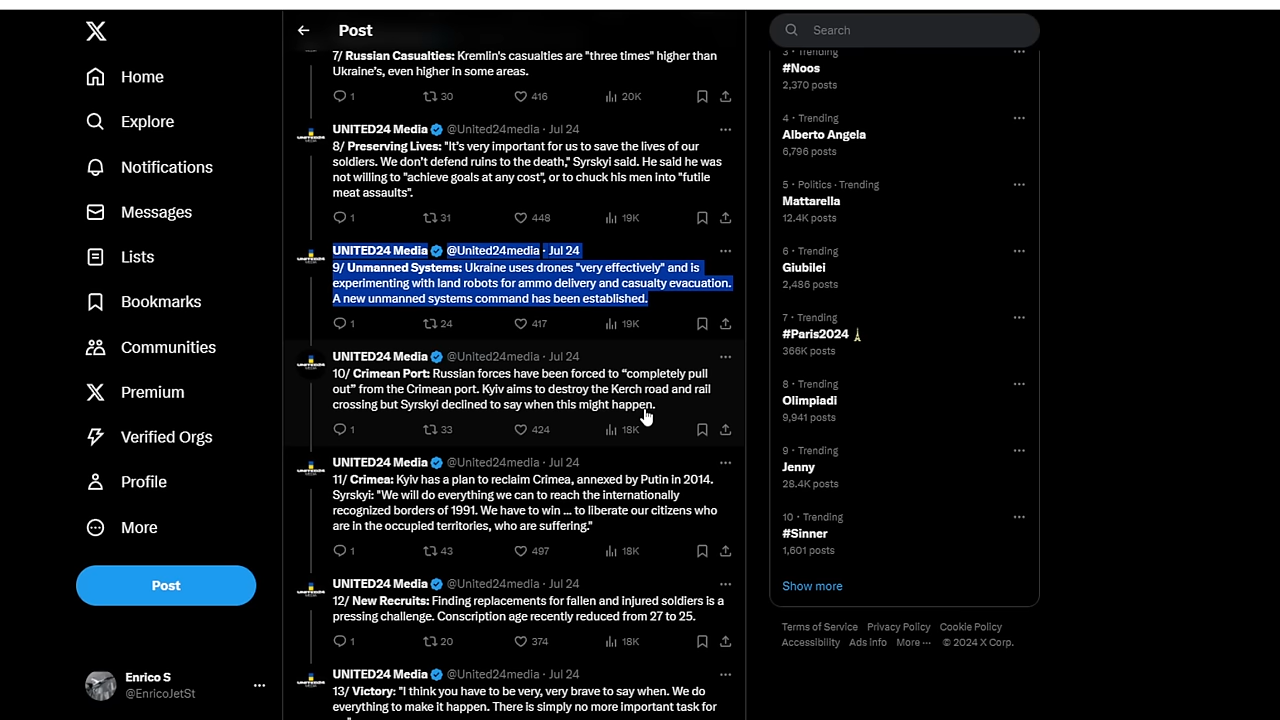 Home
Explore
Notifications
Messages
Lists
Bookmarks
Communities
Premium
Verified Orgs
Profile
More
Post
Enrico S
@EnricoJetSt
Post
7/ Russian Casualties: Kremlin's casualties are "three times" higher than
Ukraine's, even higher in some areas.
1 30 416 20K
UNITED24 Media @United24media · Jul 24
8/ Preserving Lives: "It's very important for us to save the lives of our
soldiers. We don't defend ruins to the death," Syrskyi said. He said he was
not willing to "achieve goals at any cost", or to chuck his men into "futile
meat assaults".
1 31 448 19K
UNITED24 Media @United24media · Jul 24
9/ Unmanned Systems: Ukraine uses drones "very effectively" and is
experimenting with land robots for ammo delivery and casualty evacuation.
A new unmanned systems command has been established.
1 24 417 19K
UNITED24 Media @United24media · Jul 24
10/ Crimean Port: Russian forces have been forced to “completely pull
out” from the Crimean port. Kyiv aims to destroy the Kerch road and rail
crossing but Syrskyi declined to say when this might happen.
1 33 424 18K
UNITED24 Media @United24media · Jul 24
11/ Crimea: Kyiv has a plan to reclaim Crimea, annexed by Putin in 2014.
Syrskyi: "We will do everything we can to reach the internationally
recognized borders of 1991. We have to win ... to liberate our citizens who
are in the occupied territories, who are suffering."
1 43 497 18K
UNITED24 Media @United24media · Jul 24
12/ New Recruits: Finding replacements for fallen and injured soldiers is a
pressing challenge. Conscription age recently reduced from 27 to 25.
1 20 374 18K
UNITED24 Media @United24media · Jul 24
13/ Victory: "I think you have to be very, very brave to say when. We do
everything to make it happen. There is simply no more important task for
Search
3 · Trending
#Noos
2,370 posts
4 · Trending
Alberto Angela
6,796 posts
5 · Politics · Trending
Mattarella
12.4K posts
6 · Trending
Giubilei
2,486 posts
7 · Trending
#Paris2024
366K posts
8 · Trending
Olimpiadi
9,941 posts
9 · Trending
Jenny
28.4K posts
10 · Trending
#Sinner
1,601 posts
Show more
Terms of Service Privacy Policy Cookie Policy
Accessibility Ads info More ··· © 2024 X Corp.